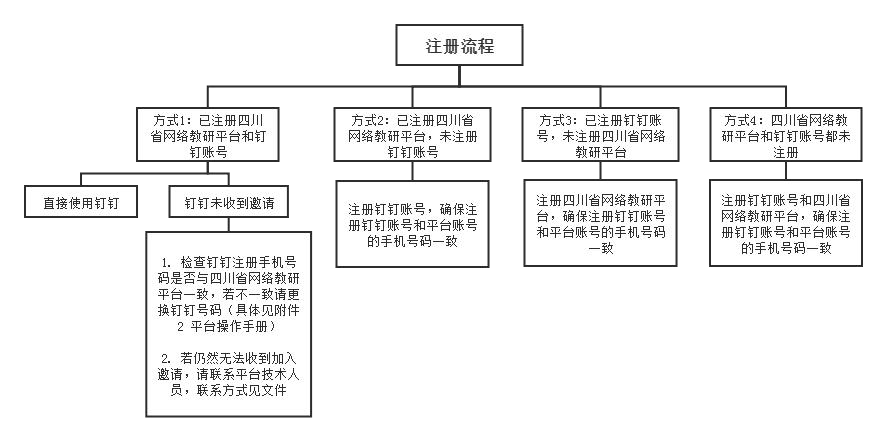 注册流程
方式1：已注册四川
省网络教研平台和钉
钉账号
方式2：已注册四川省
网络教研平台，未注册
钉钉账号
方式3：已注册钉钉账
号，未注册四川省网络
教研平台
方式4：四川省网络教
研平台和钉钉账号都未
注册
直接使用钉钉
钉钉未收到邀请
注册钉钉账号，确保注
册钉钉账号和平台账号
的手机号码一致
注册四川省网络教研平
台，确保注册钉钉账号
和平台账号的手机号码
一致
注册钉钉账号和四川省
网络教研平台，确保注
册钉钉账号和平台账号
的手机号码一致
1. 检查钉钉注册手机号
码是否与四川省网络教研
平台一致，若不一致请更
换钉钉号码（具体见附件
2 平台操作手册）
2. 若仍然无法收到加入
邀请，请联系平台技术人
员，联系方式见文件